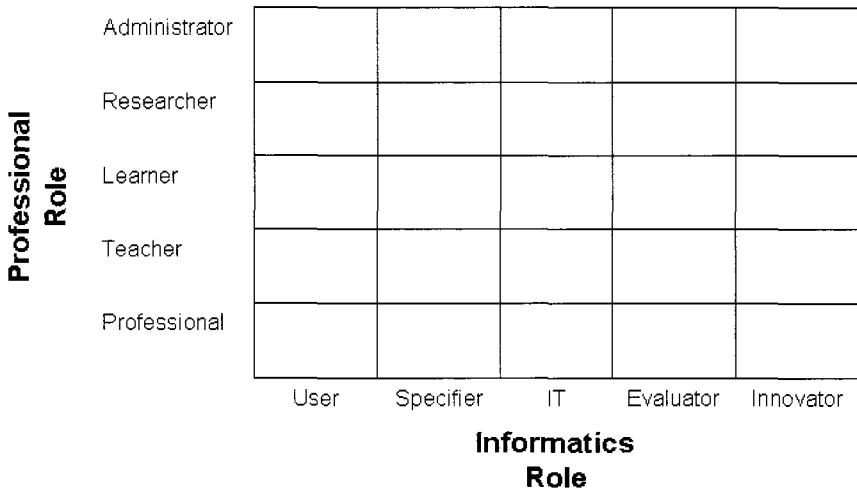 Professional
Role
Administrator
Researcher
Learner
Teacher
Professional
User Specifier IT Evaluator Innovator
Informatics
Role